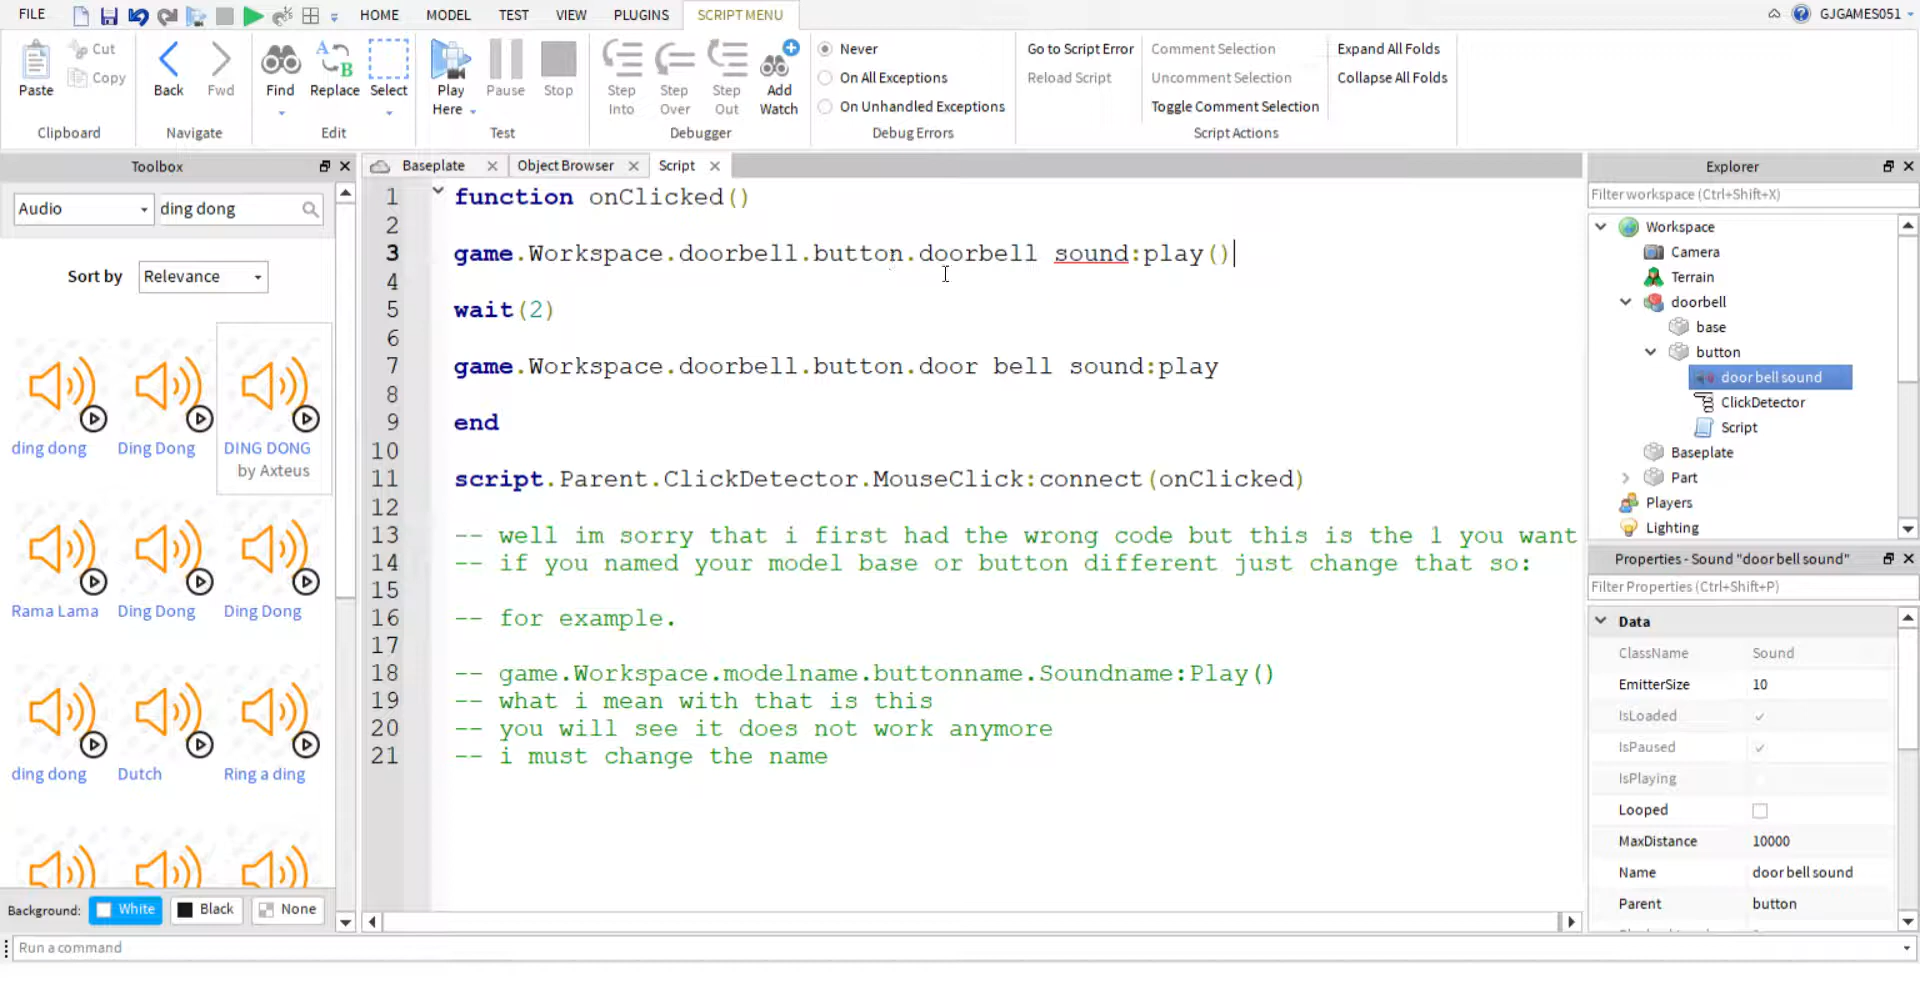 FILE HOME MODEL TEST VIEW PLUGINS SCRIPT MENU GJGAMES051
Paste Cut Copy
Clipboard
Back Fwd
Navigate
Find Replace Select
Edit
Play Here Pause Stop
Test
Step Into Step Over Step Out Add Watch
Debugger
Never
On All Exceptions
On Unhandled Exceptions
Debug Errors
Go to Script Error
Reload Script
Comment Selection
Uncomment Selection
Toggle Comment Selection
Expand All Folds
Collapse All Folds
Script Actions
Toolbox
Audio ding dong
Sort by Relevance
ding dong Ding Dong DING DONG
by Axteus
Rama Lama Ding Dong Ding Dong
ding dong Dutch Ring a ding
Background: White Black None
Baseplate Object Browser Script
1 function onClicked()
2
3 game.Workspace.doorbell.button.doorbell sound:play()
4
5 wait(2)
6
7 game.Workspace.doorbell.button.door bell sound:play
8
9 end
10
11 script.Parent.ClickDetector.MouseClick:connect(onClicked)
12
13 -- well im sorry that i first had the wrong code but this is the 1 you want
14 -- if you named your model base or button different just change that so:
15
16 -- for example.
17
18 -- game.Workspace.modelname.buttonname.Soundname:Play()
19 -- what i mean with that is this
20 -- you will see it does not work anymore
21 -- i must change the name
Explorer
Filter workspace (Ctrl+Shift+X)
Workspace
Camera
Terrain
doorbell
base
button
door bell sound
ClickDetector
Script
Baseplate
Part
Players
Lighting
Properties - Sound "door bell sound"
Filter Properties (Ctrl+Shift+P)
Data
ClassName Sound
EmitterSize 10
IsLoaded
IsPaused
IsPlaying
Looped
MaxDistance 10000
Name door bell sound
Parent button
Run a command